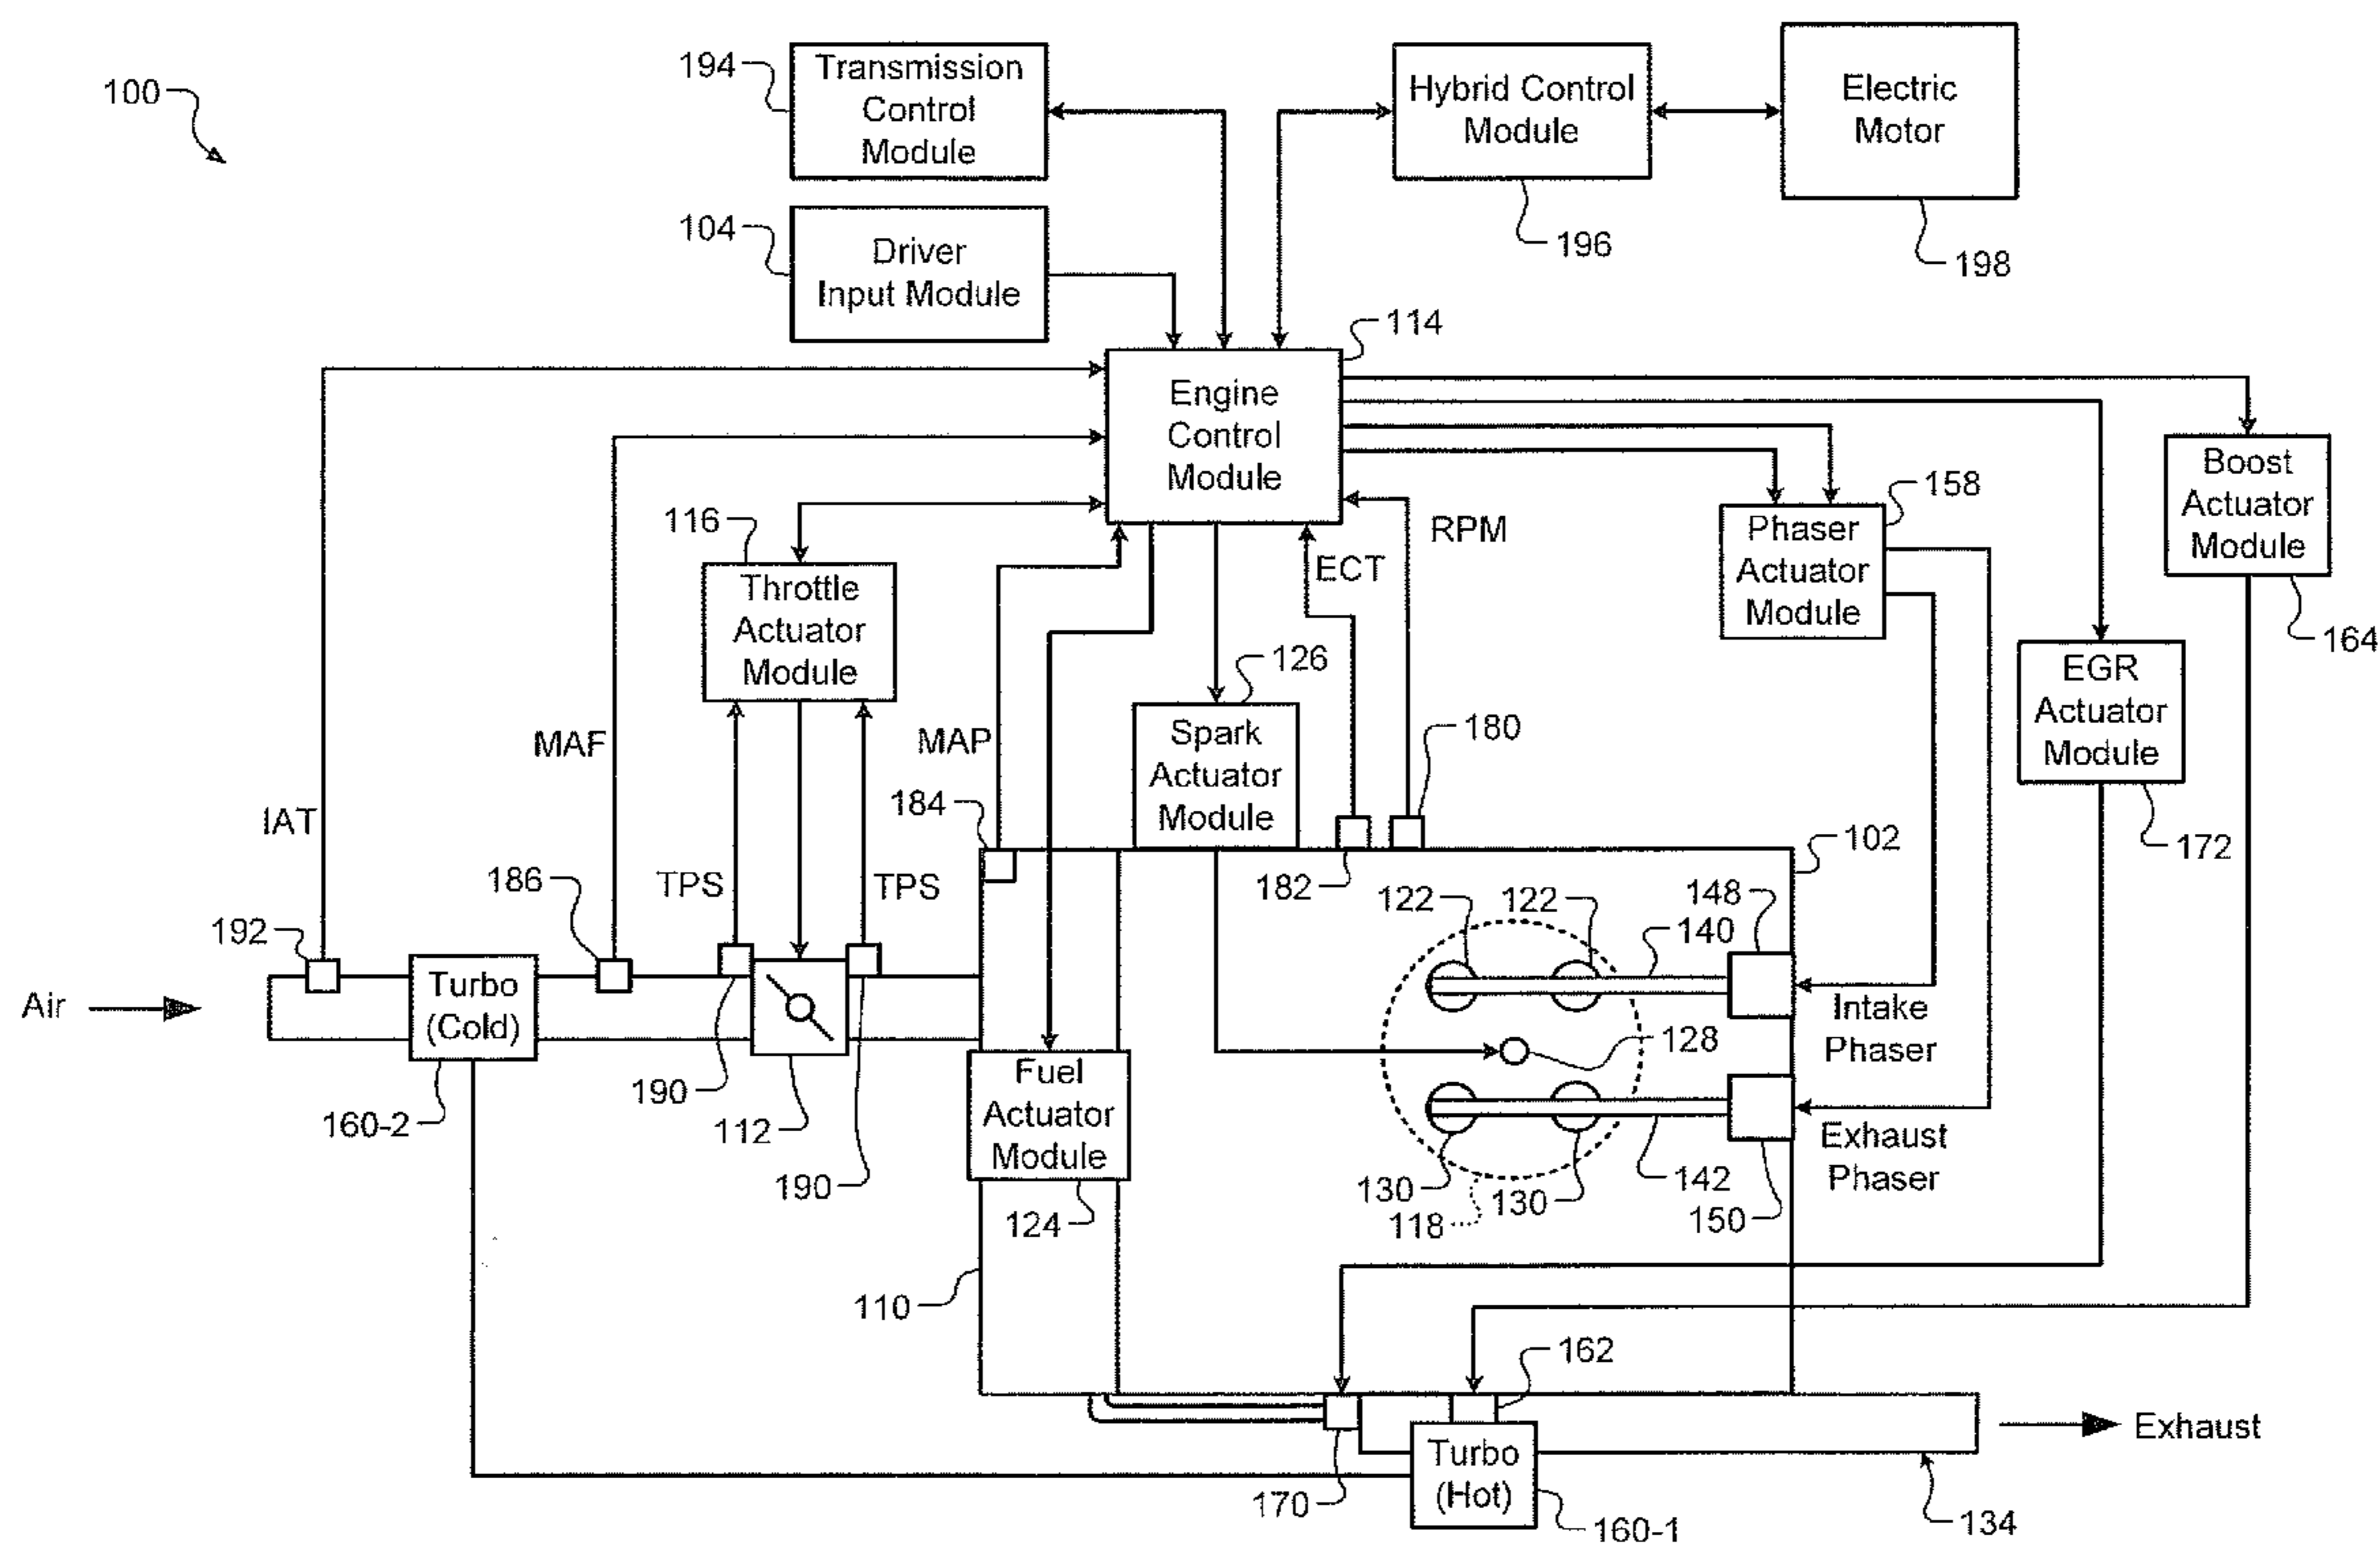 100
194
Transmission
Control
Module
Hybrid Control
Module
196
Electric
Motor
198
104
Driver
Input Module
114
Engine
Control
Module
Boost
Actuator
Module
164
158
Phaser
Actuator
Module
116
Throttle
Actuator
Module
RPM
ECT
EGR
Actuator
Module
172
126
Spark
Actuator
Module
180
182
MAF
MAP
IAT
184
TPS
TPS
186
192
102
122
122
148
140
Air
Turbo
(Cold)
160-2
190
112
190
Fuel
Actuator
Module
124
128
Intake
Phaser
Exhaust
Phaser
130
130
118
142
150
110
162
Turbo
(Hot)
170
160-1
Exhaust
134